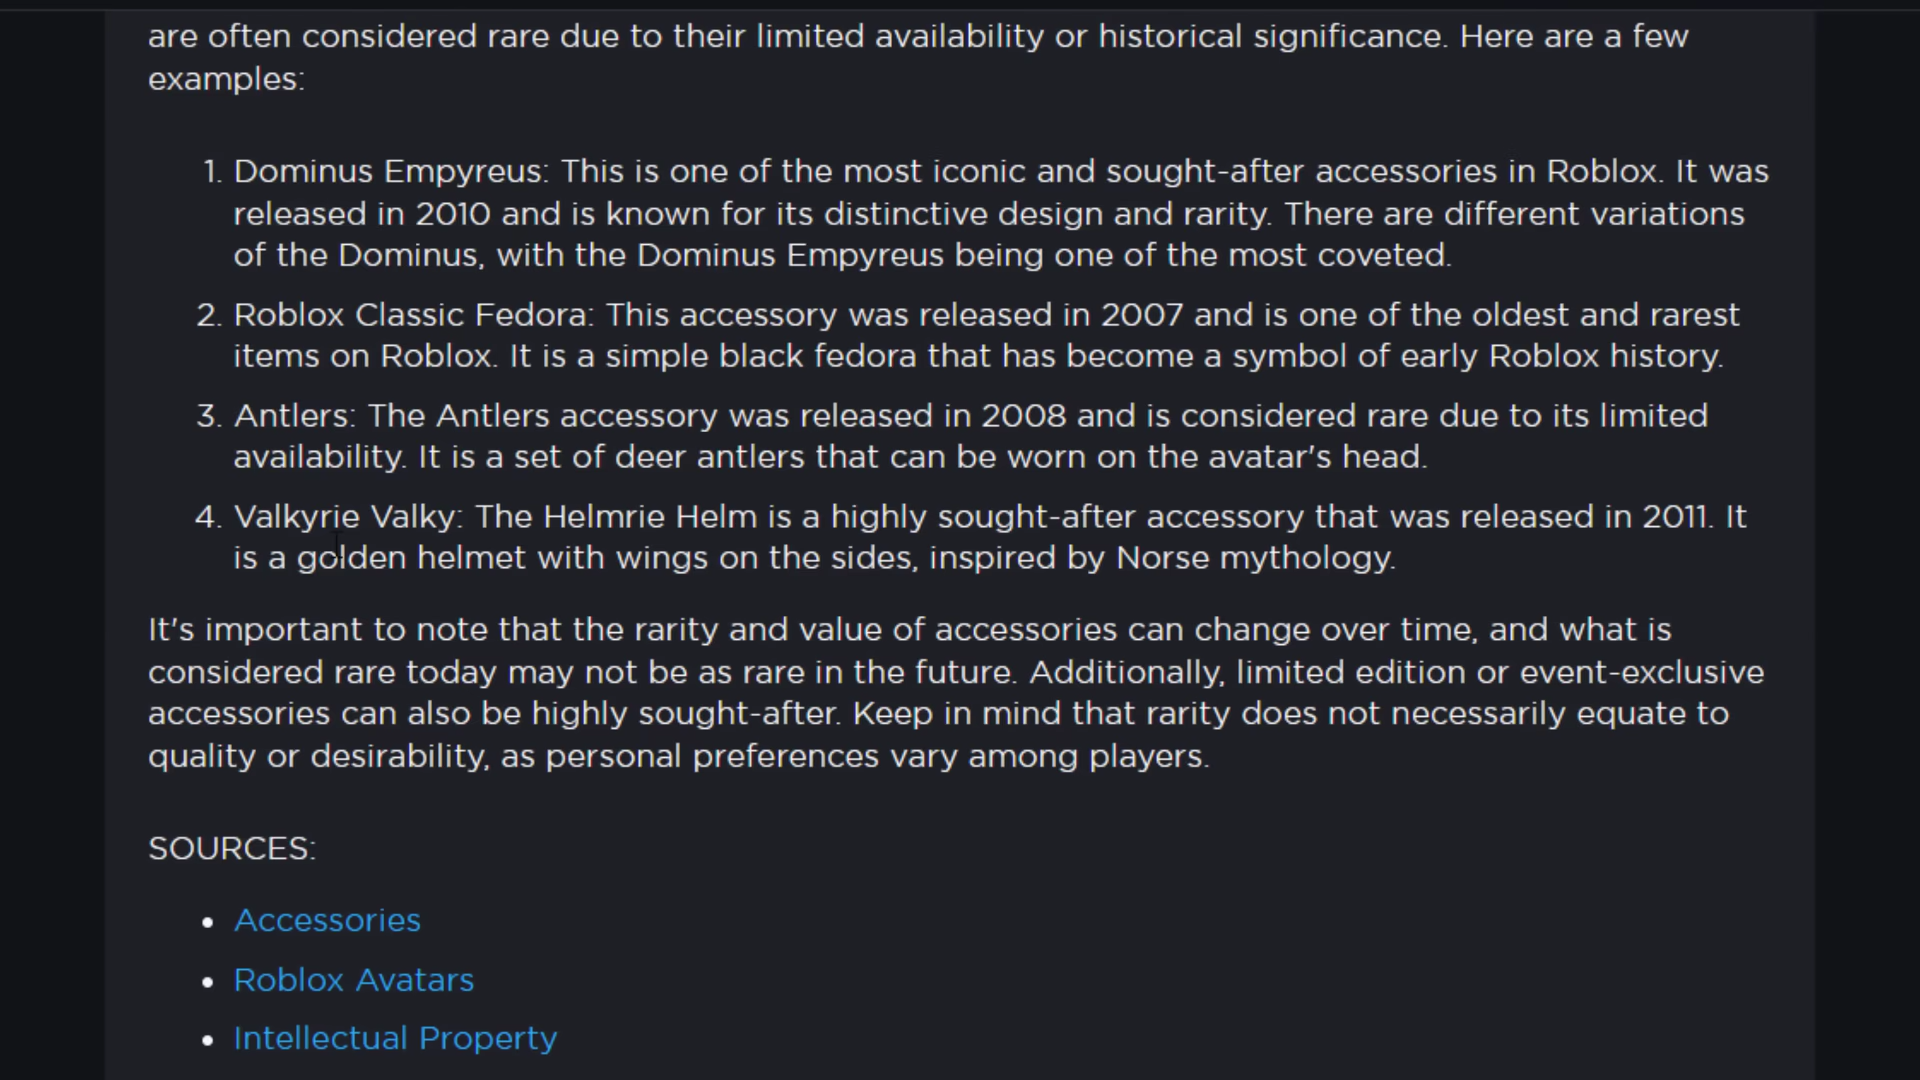 are often considered rare due to their limited availability or historical significance. Here are a few
examples:
1. Dominus Empyreus: This is one of the most iconic and sought-after accessories in Roblox. It was
released in 2010 and is known for its distinctive design and rarity. There are different variations
of the Dominus, with the Dominus Empyreus being one of the most coveted.
2. Roblox Classic Fedora: This accessory was released in 2007 and is one of the oldest and rarest
items on Roblox. It is a simple black fedora that has become a symbol of early Roblox history.
3. Antlers: The Antlers accessory was released in 2008 and is considered rare due to its limited
availability. It is a set of deer antlers that can be worn on the avatar's head.
4. Valkyrie Valky: The Helmrie Helm is a highly sought-after accessory that was released in 2011. It
is a golden helmet with wings on the sides, inspired by Norse mythology.
It's important to note that the rarity and value of accessories can change over time, and what is
considered rare today may not be as rare in the future. Additionally, limited edition or event-exclusive
accessories can also be highly sought-after. Keep in mind that rarity does not necessarily equate to
quality or desirability, as personal preferences vary among players.
SOURCES:
• Accessories
• Roblox Avatars
• Intellectual Property